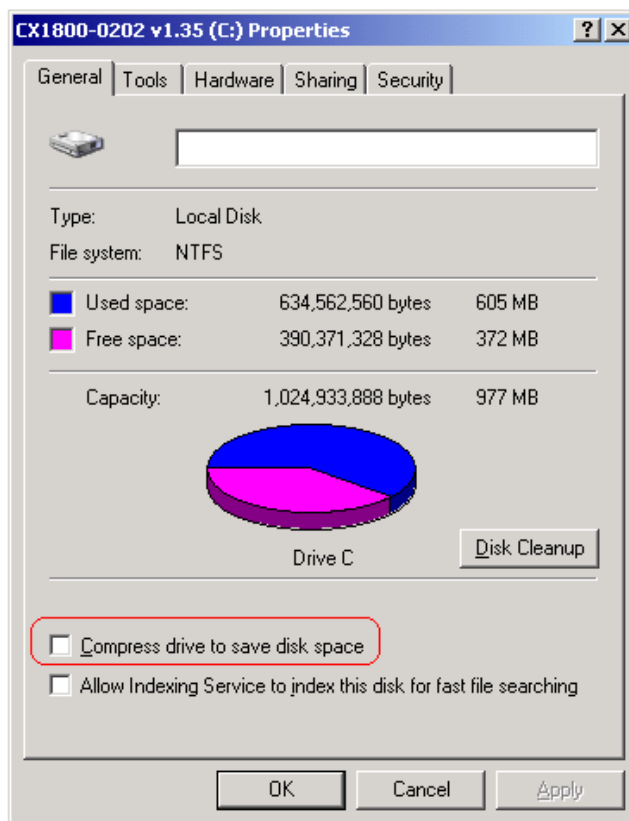 CX1800-0202 v1.35 (C:) Properties
General Tools Hardware Sharing Security
Type: Local Disk
File system: NTFS
Used space: 634,562,560 bytes 605 MB
Free space: 390,371,328 bytes 372 MB
Capacity: 1,024,933,888 bytes 977 MB
Drive C
Disk Cleanup
Compress drive to save disk space
Allow Indexing Service to index this disk for fast file searching
OK Cancel Apply